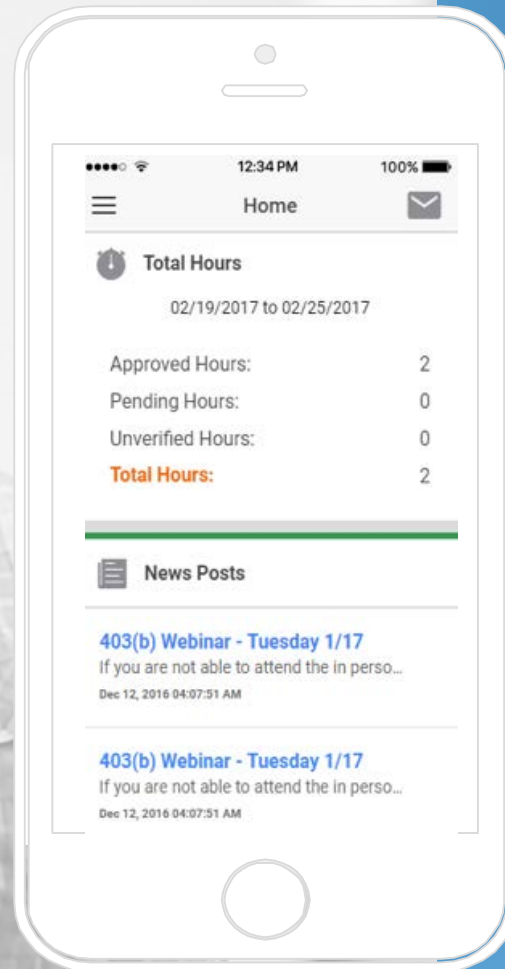 12:34 PM 100%
Home
Total Hours
02/19/2017 to 02/25/2017
Approved Hours: 2
Pending Hours: 0
Unverified Hours: 0
Total Hours: 2
News Posts
403(b) Webinar - Tuesday 1/17
If you are not able to attend the in perso...
Dec 12, 2016 04:07:51 AM
403(b) Webinar - Tuesday 1/17
If you are not able to attend the in perso...
Dec 12, 2016 04:07:51 AM